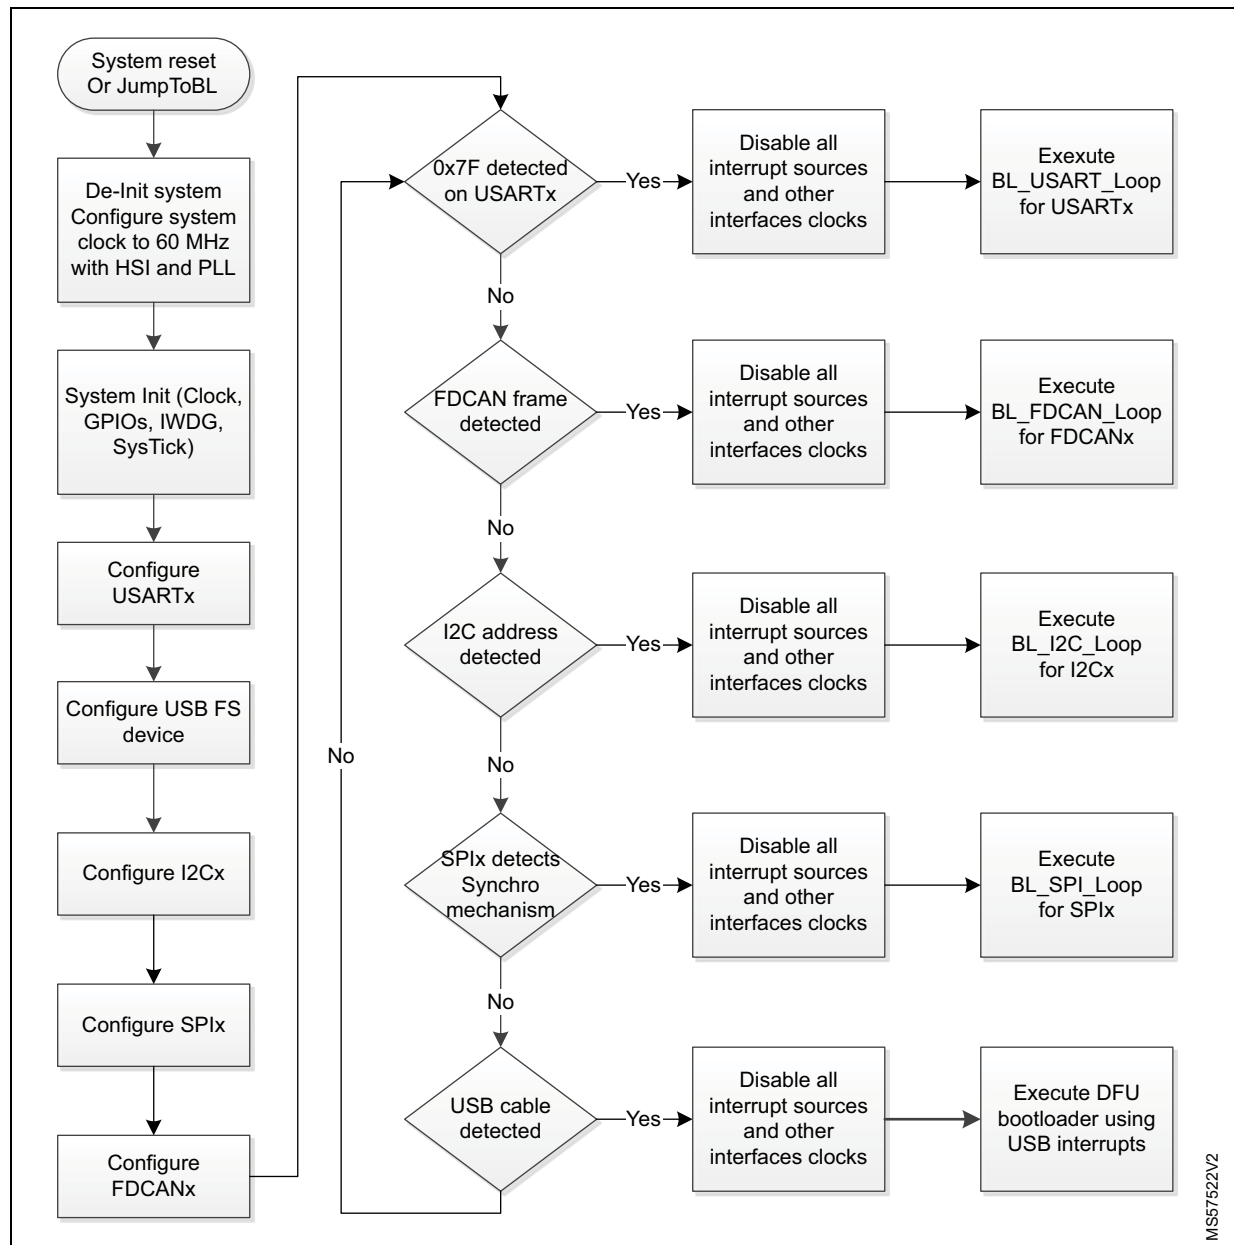 System reset
Or JumpToBL
De-Init system
Configure system
clock to 60 MHz
with HSI and PLL
System Init (Clock,
GPIOs, IWDG,
SysTick)
Configure
USARTx
Configure USB FS
device
Configure I2Cx
Configure SPIx
Configure
FDCANx
0x7F detected
on USARTx
Yes
Disable all
interrupt sources
and other
interfaces clocks
Exexute
BL_USART_Loop
for USARTx
No
FDCAN frame
detected
Yes
Disable all
interrupt sources
and other
interfaces clocks
Execute
BL_FDCAN_Loop
for FDCANx
No
I2C address
detected
Yes
Disable all
interrupt sources
and other
interfaces clocks
Execute
BL_I2C_Loop
for I2Cx
No
SPIx detects
Synchro
mechanism
Yes
Disable all
interrupt sources
and other
interfaces clocks
Execute
BL_SPI_Loop
for SPIx
No
USB cable
detected
Yes
Disable all
interrupt sources
and other
interfaces clocks
Execute DFU
bootloader using
USB interrupts
No
MS57522V2